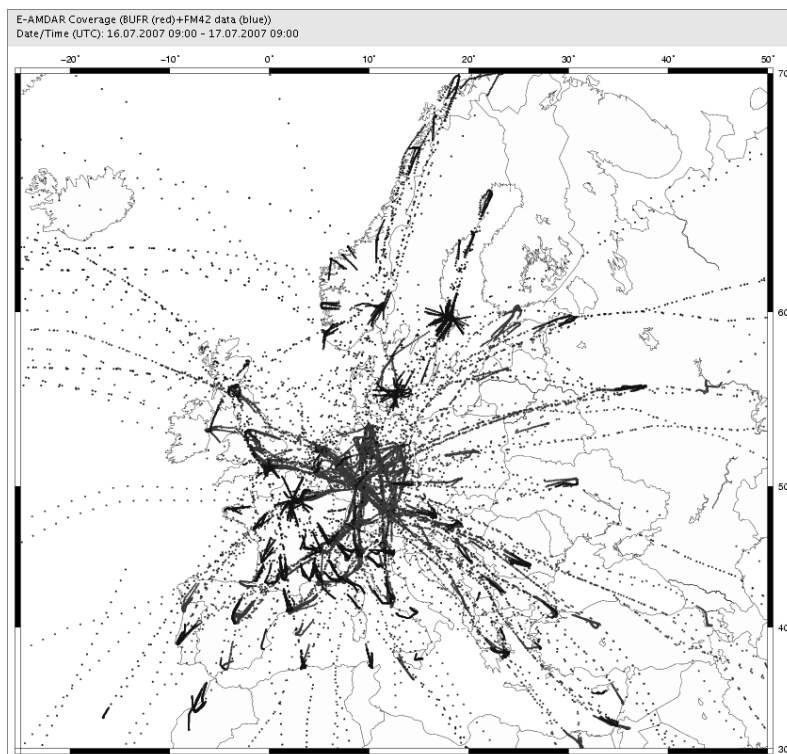 E-AMDAR Coverage (BUFR (red)+FM42 data (blue))
Date/Time (UTC): 16.07.2007 09:00 - 17.07.2007 09:00
-20° -10° 0° 10° 20° 30° 40° 50°
70
60
50
40
30